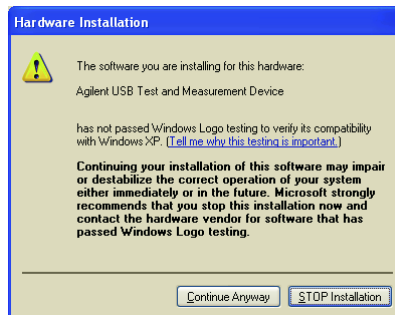 Hardware Installation
The software you are installing for this hardware:
Agilent USB Test and Measurement Device
has not passed Windows Logo testing to verify its compatibility
with Windows XP. (Tell me why this testing is important.)
Continuing your installation of this software may impair
or destabilize the correct operation of your system
either immediately or in the future. Microsoft strongly
recommends that you stop this installation now and
contact the hardware vendor for software that has
passed Windows Logo testing.
Continue Anyway
STOP Installation